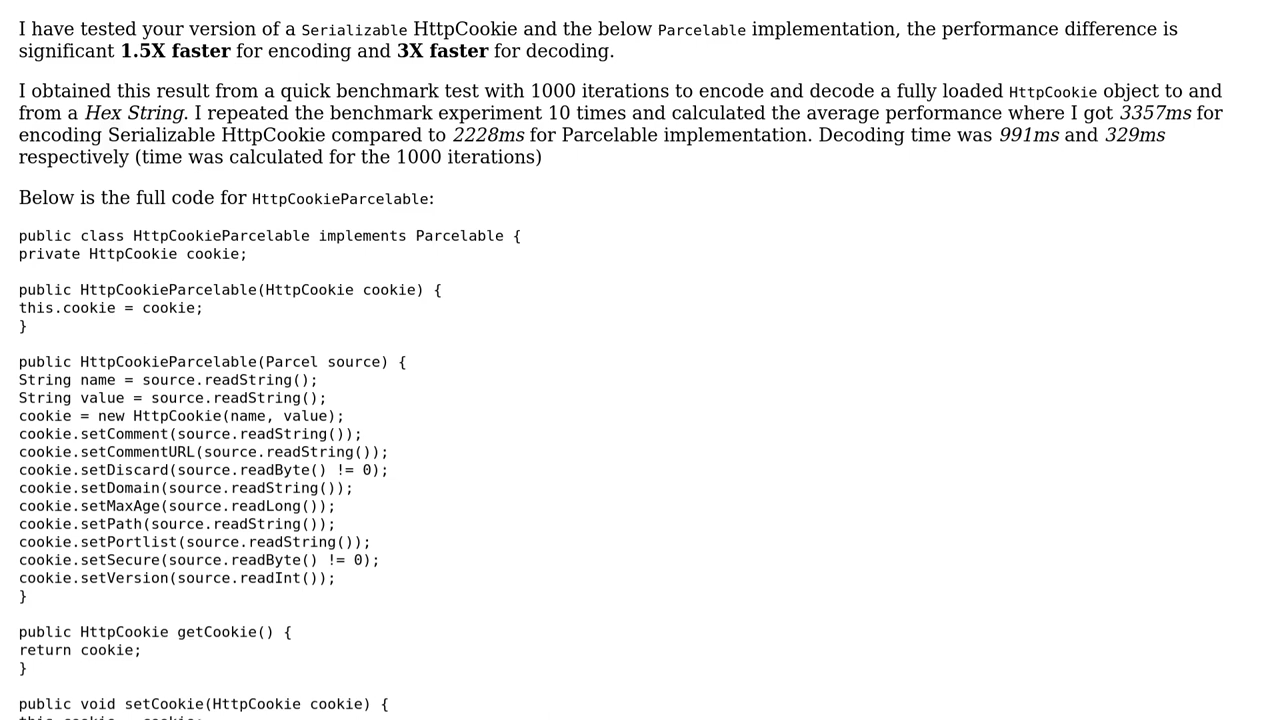 I have tested your version of a Serializable HttpCookie and the below Parcelable implementation, the performance difference is
significant 1.5X faster for encoding and 3X faster for decoding.
I obtained this result from a quick benchmark test with 1000 iterations to encode and decode a fully loaded HttpCookie object to and
from a Hex String. I repeated the benchmark experiment 10 times and calculated the average performance where I got 3357ms for
encoding Serializable HttpCookie compared to 2228ms for Parcelable implementation. Decoding time was 991ms and 329ms
respectively (time was calculated for the 1000 iterations)
Below is the full code for HttpCookieParcelable:
public class HttpCookieParcelable implements Parcelable {
private HttpCookie cookie;
public HttpCookieParcelable(HttpCookie cookie) {
this.cookie = cookie;
}
public HttpCookieParcelable(Parcel source) {
String name = source.readString();
String value = source.readString();
cookie = new HttpCookie(name, value);
cookie.setComment(source.readString());
cookie.setCommentURL(source.readString());
cookie.setDiscard(source.readByte() != 0);
cookie.setDomain(source.readString());
cookie.setMaxAge(source.readLong());
cookie.setPath(source.readString());
cookie.setPortlist(source.readString());
cookie.setSecure(source.readByte() != 0);
cookie.setVersion(source.readInt());
}
public HttpCookie getCookie() {
return cookie;
}
public void setCookie(HttpCookie cookie) {